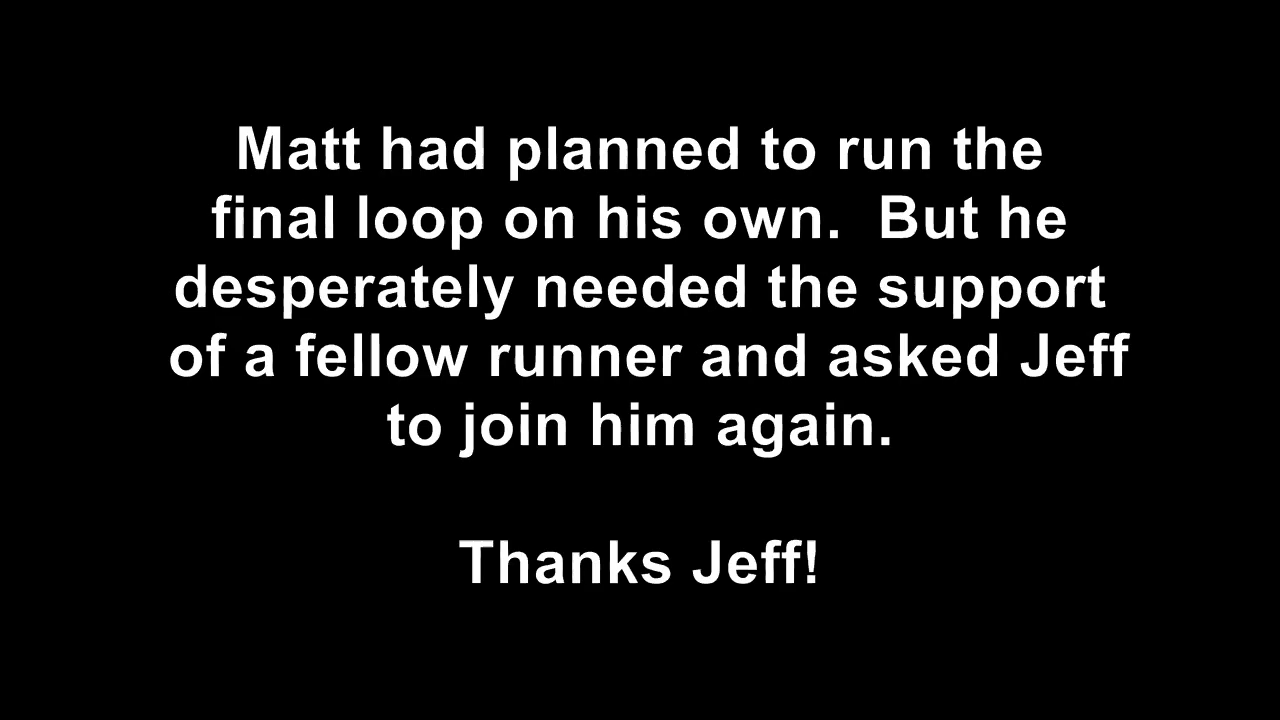 Matt had planned to run the
final loop on his own.  But he
desperately needed the support
of a fellow runner and asked Jeff
to join him again.
Thanks Jeff!